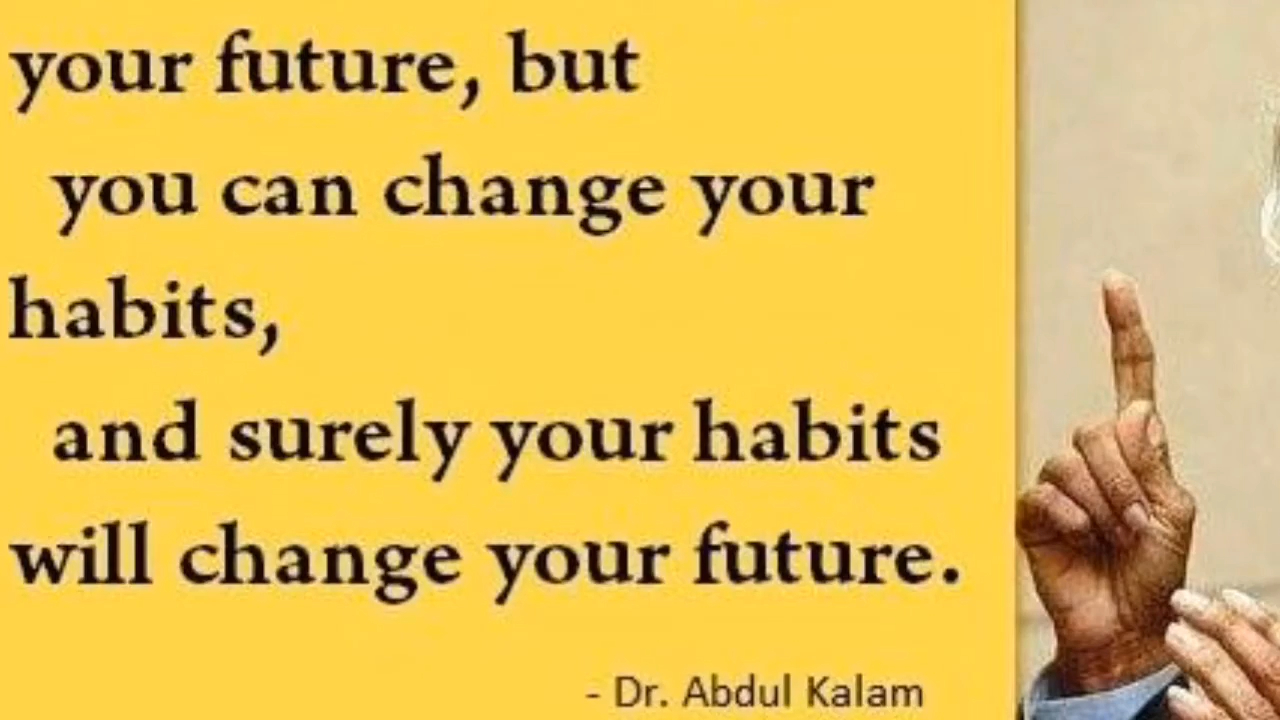 your future, but
you can change your
habits,
and surely your habits
will change your future.
- Dr. Abdul Kalam